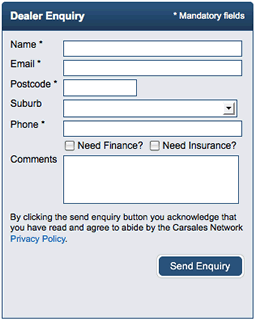 Dealer Enquiry * Mandatory fields
Name *
Email *
Postcode *
Suburb
Phone *
Need Finance? Need Insurance?
Comments
By clicking the send enquiry button you acknowledge that
you have read and agree to abide by the Carsales Network
Privacy Policy.
Send Enquiry